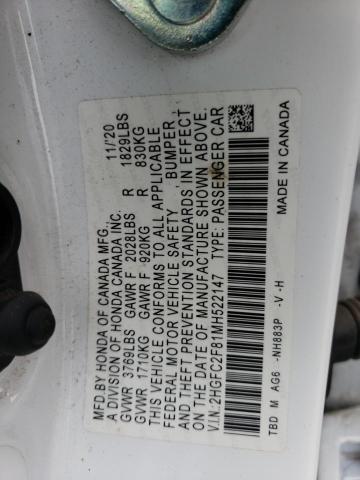 MFD.BY HONDA OF CANADA MFG. 11/20
A DIVISION OF HONDA CANADA INC.
GVWR 3769LBS GAWR F 2028LBS R 1829LBS
GVWR 1710KG GAWR F 920KG R 830KG
THIS VEHICLE CONFORMS TO ALL APPLICABLE
FEDERAL MOTOR VEHICLE SAFETY , BUMPER ,
AND THEFT PREVENTION STANDARDS IN EFFECT
ON THE DATE OF MANUFACTURE SHOWN ABOVE.
V.I.N: 2HGFC2F81MH522147 TYPE: PASSENGER CAR
TBD M AG6 -NH883P -V -H MADE IN CANADA